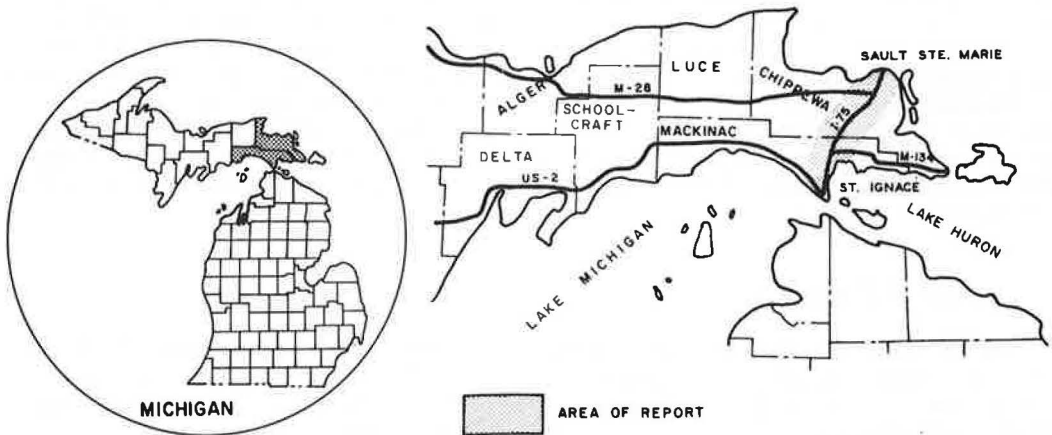 MICHIGAN
SAULT STE. MARIE
LUCE
CHIPPEWA
ALGER
M-28
I-75
SCHOOL-
CRAFT
MACKINAC
DELTA
M-134
US-2
ST. IGNACE
LAKE HURON
LAKE MICHIGAN
AREA OF REPORT